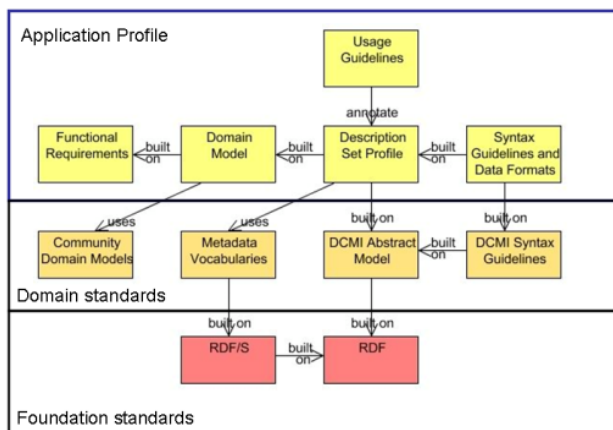 Application Profile
Usage
Guidelines
annotate
Functional
Requirements
built
on
Domain
Model
built
on
Description
Set Profile
built
on
Syntax
Guidelines and
Data Formats
uses
uses
built on
built on
Community
Domain Models
Metadata
Vocabularies
DCMI Abstract
Model
built
on
DCMI Syntax
Guidelines
Domain standards
built on
built on
RDF/S
built
on
RDF
Foundation standards